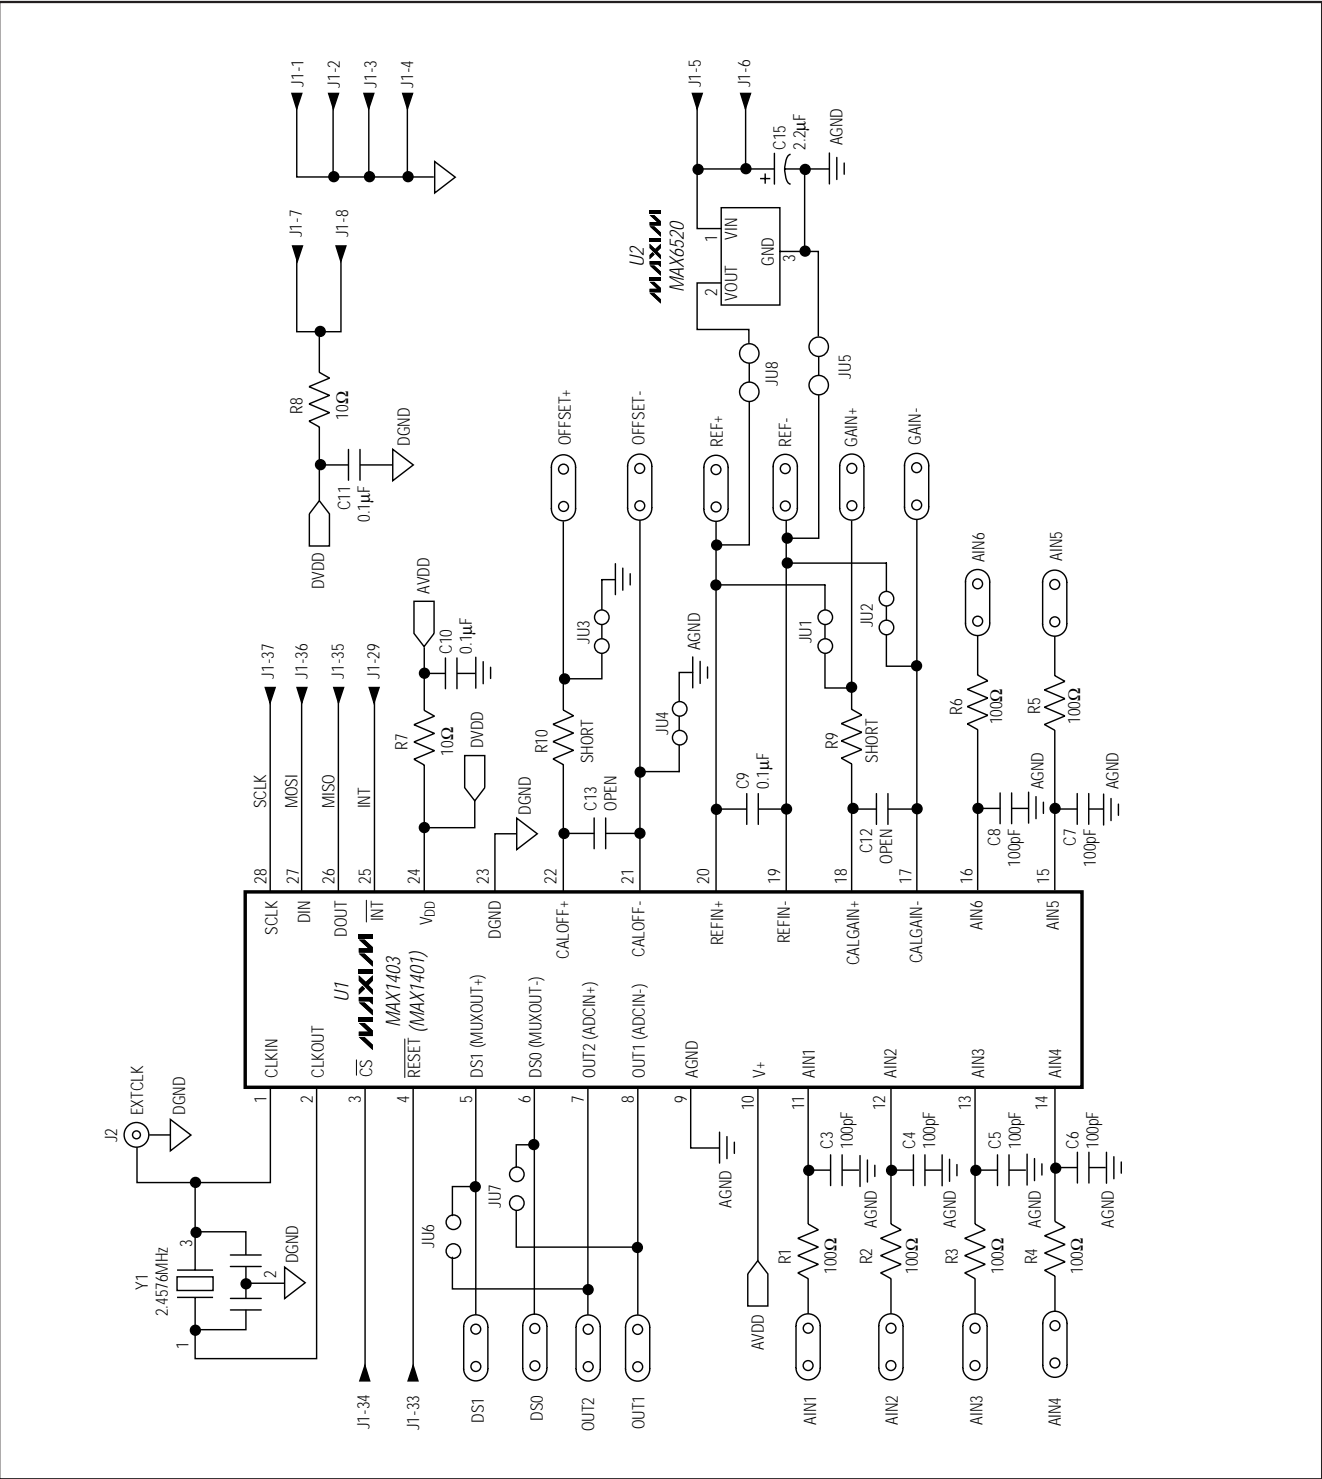 J1-1
J1-2
J1-3
J1-4
J1-7
J1-8
R8
10Ω
C11
0.1µF
DGND
DVDD
J1-5
J1-6
C15
2.2µF
+
AGND
U2
MAXIM
MAX6520
1
VIN
2
VOUT
GND
3
JU8
JU5
J1-37
J1-36
J1-35
J1-29
SCLK
MOSI
MISO
INT
AVDD
C10
0.1µF
R7
10Ω
DVDD
DGND
OFFSET+
OFFSET-
JU3
R10
SHORT
C13
OPEN
JU4
AGND
REF+
REF-
GAIN+
GAIN-
JU1
JU2
C9
0.1µF
R9
SHORT
C12
OPEN
AIN6
AIN5
R6
100Ω
R5
100Ω
C8
100pF
AGND
C7
100pF
AGND
28
27
26
25
24
23
22
21
20
19
18
17
16
15
SCLK
DIN
DOUT
INT
VDD
DGND
CALOFF+
CALOFF-
REFIN+
REFIN-
CALGAIN+
CALGAIN-
AIN6
AIN5
U1
MAXIM
MAX1403
(MAX1401)
CLKIN
CLKOUT
CS
RESET
DS1 (MUXOUT+)
DS0 (MUXOUT-)
OUT2 (ADCIN+)
OUT1 (ADCIN-)
AGND
V+
AIN1
AIN2
AIN3
AIN4
1
2
3
4
5
6
7
8
9
10
11
12
13
14
J2
EXTCLK
DGND
Y1
2.4576MHz
3
2
1
DGND
J1-34
J1-33
JU6
JU7
DS1
DS0
OUT2
OUT1
AGND
AVDD
C3
100pF
AGND
C4
100pF
AGND
C5
100pF
AGND
C6
100pF
AGND
R1
100Ω
R2
100Ω
R3
100Ω
R4
100Ω
AIN1
AIN2
AIN3
AIN4